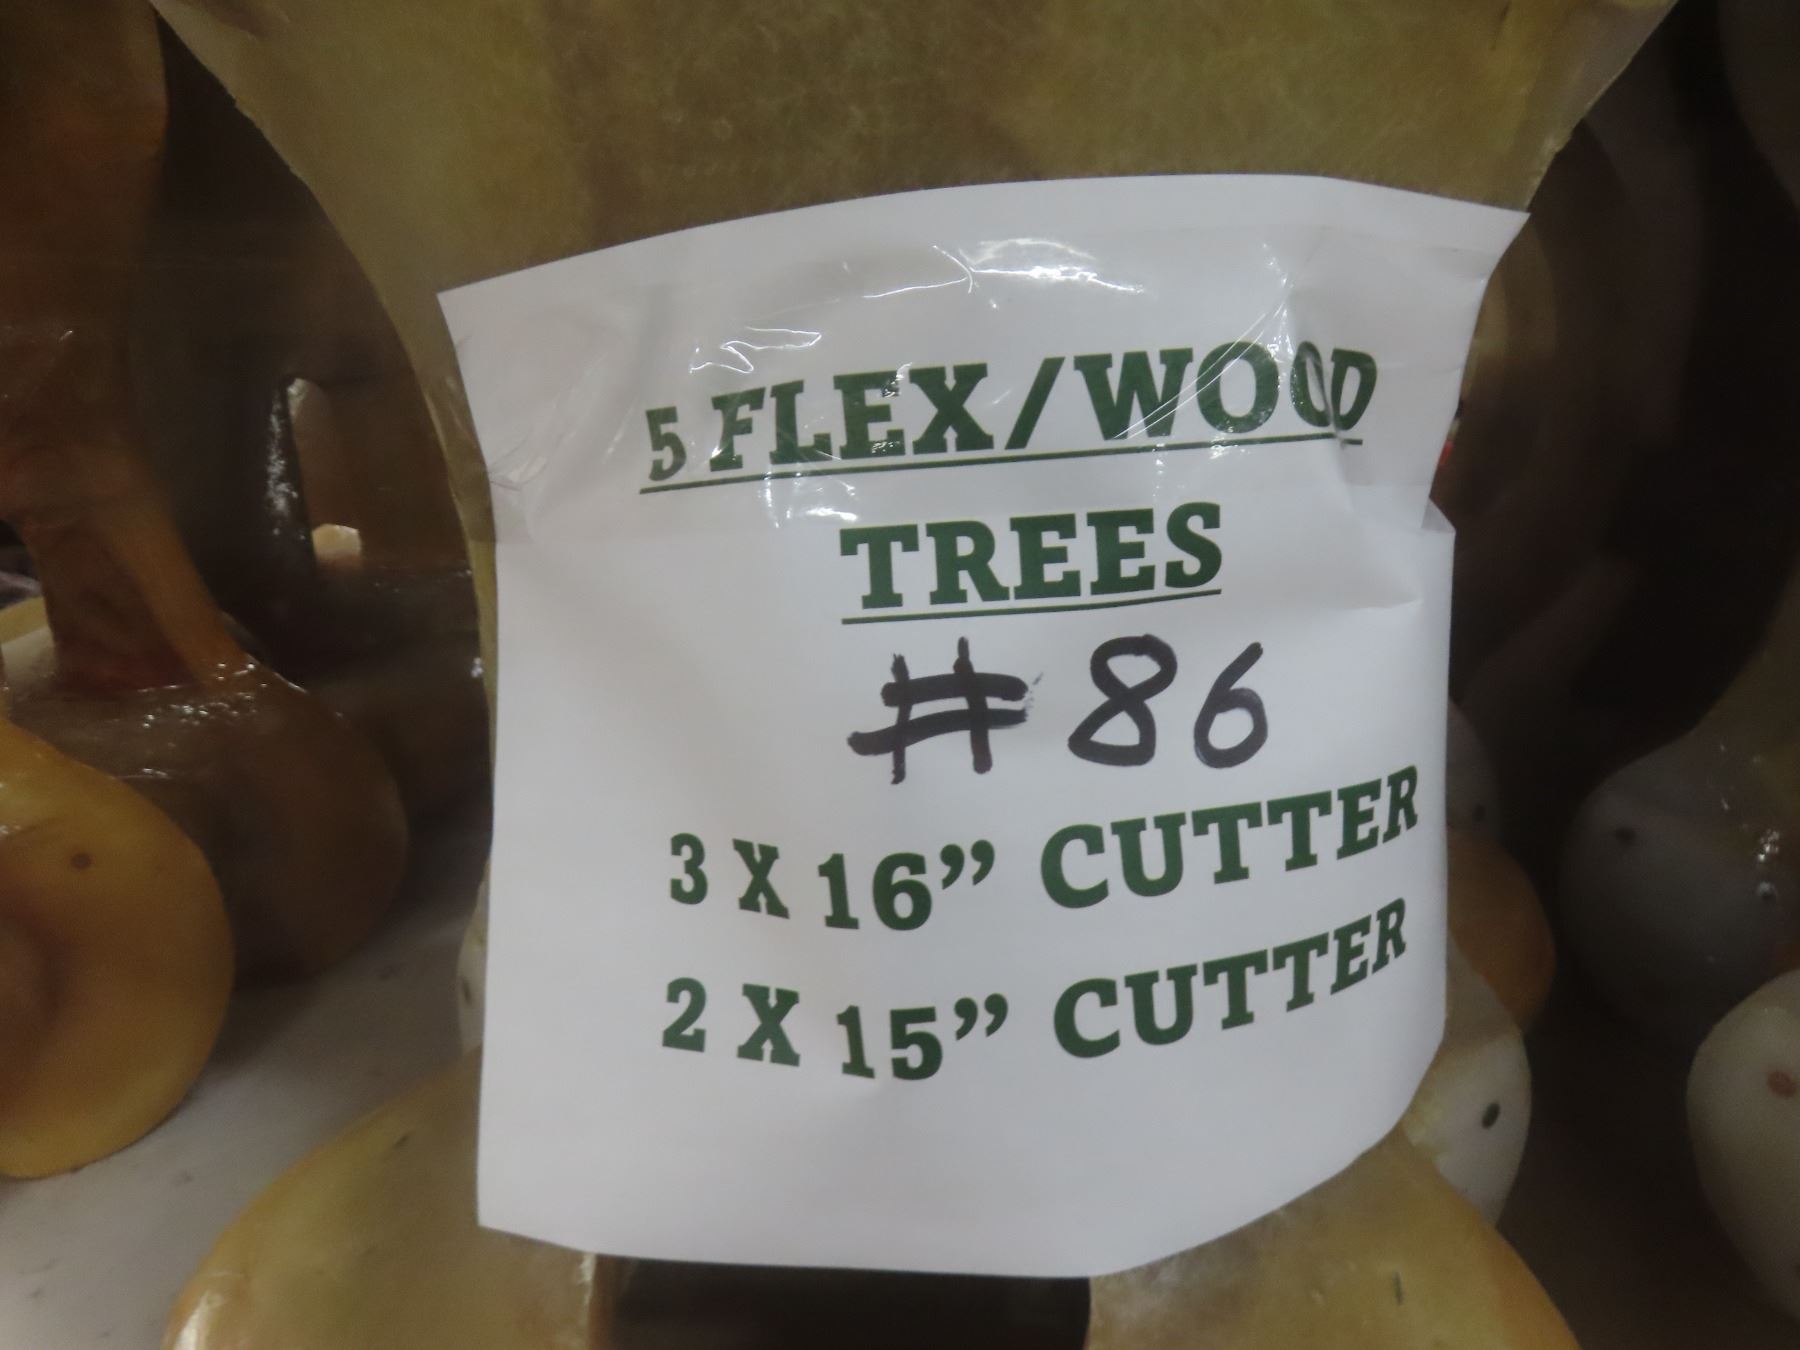 5 FLEX/WOOD
TREES
#86
3 X 16” CUTTER
2 X 15” CUTTER